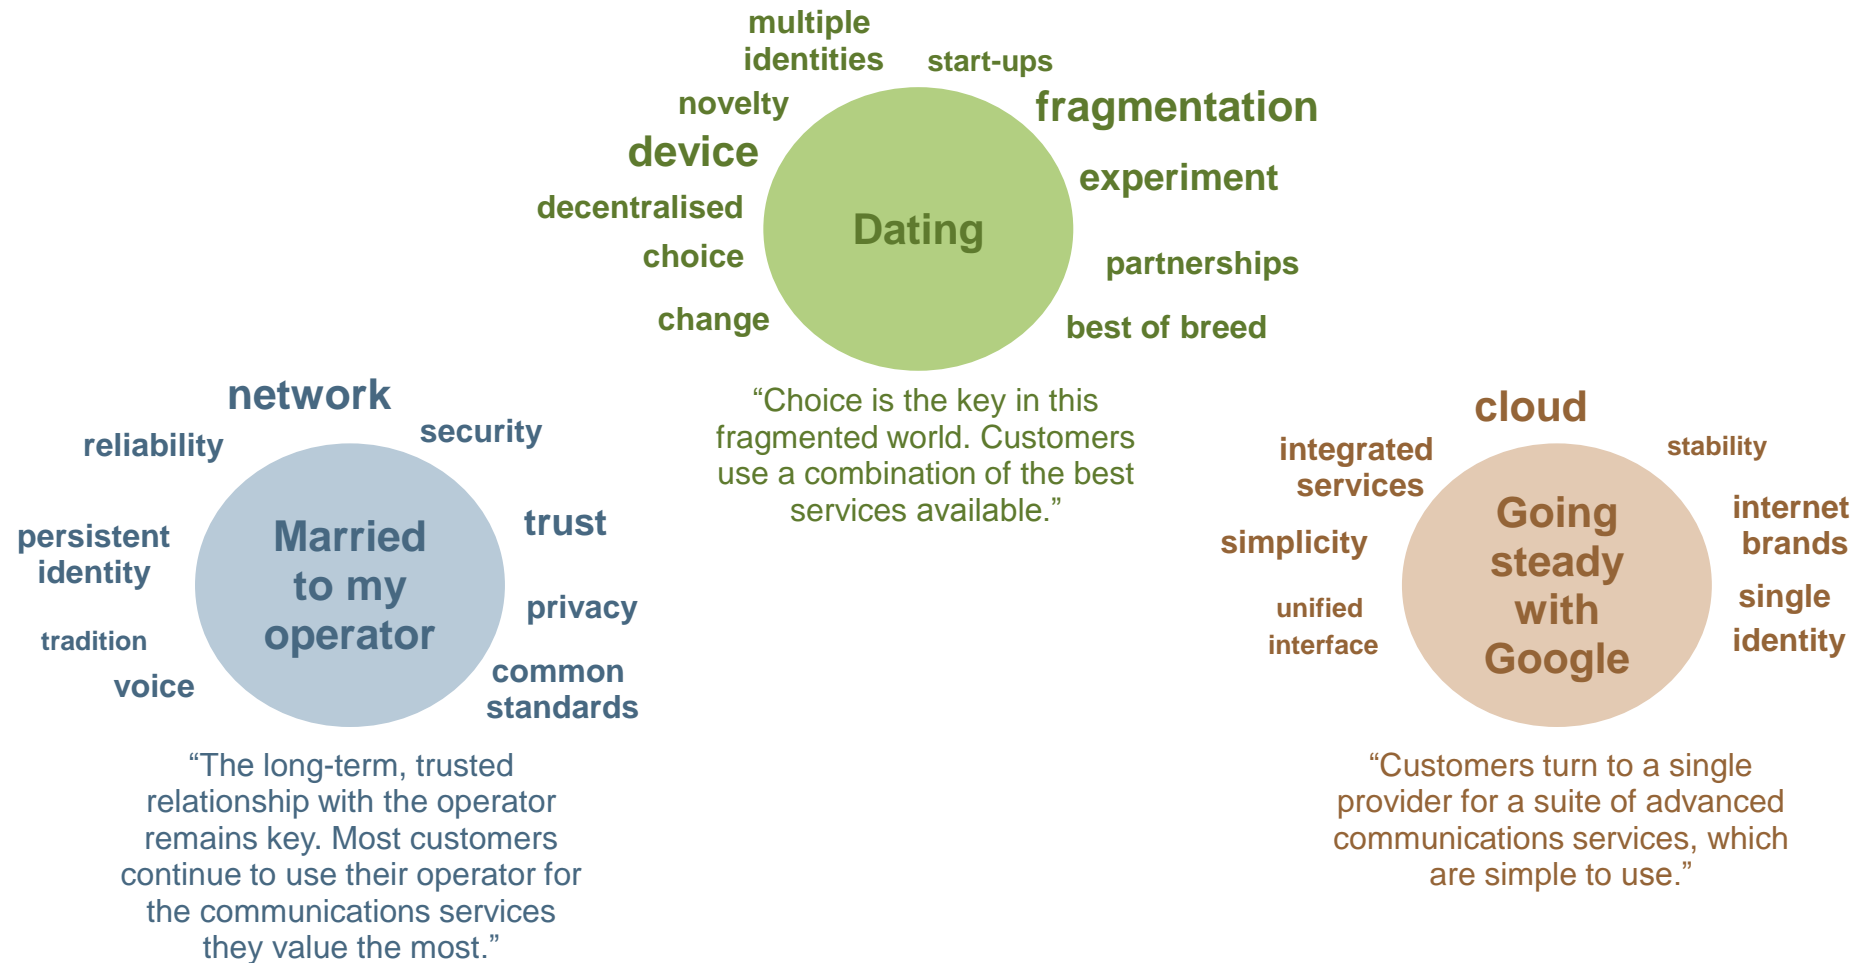 multiple
identities
start-ups
novelty
fragmentation
device
experiment
decentralised
Dating
choice
partnerships
change
best of breed
“Choice is the key in this
fragmented world. Customers
use a combination of the best
services available.”
network
reliability
security
persistent
identity
Married
to my
operator
trust
privacy
tradition
voice
common
standards
“The long-term, trusted
relationship with the operator
remains key. Most customers
continue to use their operator for
the communications services
they value the most.”
cloud
integrated
services
stability
simplicity
Going
steady
with
Google
internet
brands
unified
interface
single
identity
“Customers turn to a single
provider for a suite of advanced
communications services, which
are simple to use.”